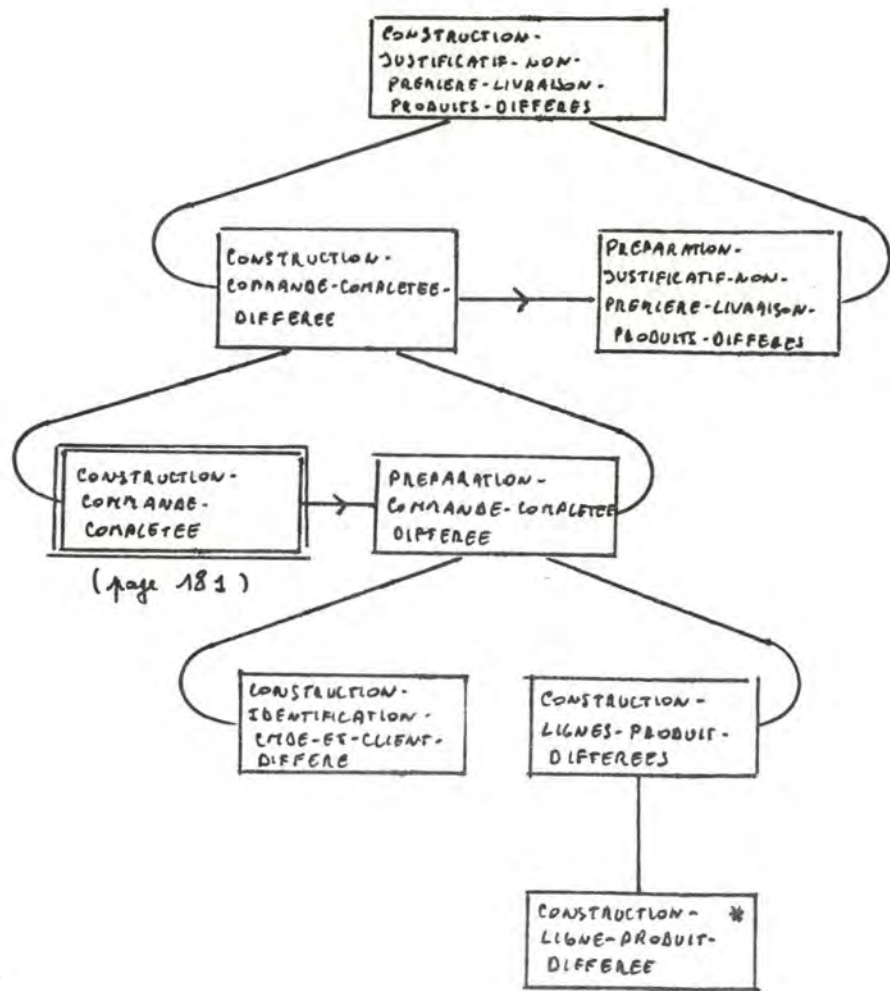 CONSTRUCTION-
JUSTIFICATIF-NON-
PREMIERE-LIVRAISON-
PRODUITS-DIFFERES
CONSTRUCTION-
COMMANDE-COMPLETEE-
DIFFEREE
PREPARATION-
JUSTIFICATIF-NON-
PREMIERE-LIVRAISON-
PRODUITS-DIFFERES
CONSTRUCTION-
COMMANDE-
COMPLETEE
PREPARATION-
COMMANDE-COMPLETEE
DIFFEREE
(page 181)
CONSTRUCTION-
IDENTIFICATION-
CMDE-ET-CLIENT-
DIFFERE
CONSTRUCTION-
LIGNES-PRODUIT-
DIFFEREES
CONSTRUCTION- *
LIGNE-PRODUIT-
DIFFEREE